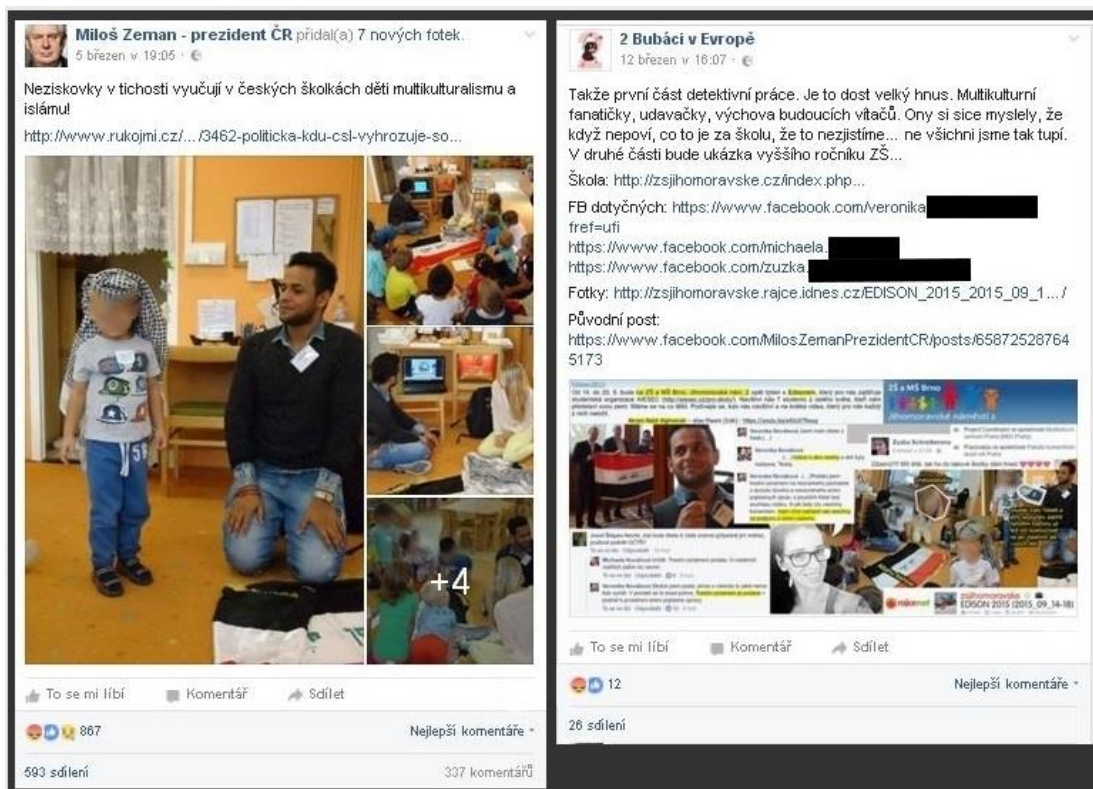 Miloš Zeman - prezident ČR přidal(a) 7 nových fotek.
5 březen v 19:05
Neziskovky v tichosti vyučují v českých školkách děti multikulturalismu a
islámu!
http://www.rukojmi.cz/.../3462-politicka-kdu-csl-vyhrozuje-so...
+4
To se mi líbí Komentář Sdílet
867 Nejlepší komentáře
593 sdílení 337 komentářů
2 Bubáci v Evropě
12 březen v 16:07
Takže první část detektivní práce. Je to dost velký hnus. Multikulturní
fanatičky, udavačky, výchova budoucích vítačů. Ony si sice myslely, že
když nepoví, co to je za školu, že to nezjistíme... ne všichni jsme tak tupí.
V druhé části bude ukázka vyššího ročníku ZŠ...
Škola: http://zsjihomoravske.cz/index.php...
FB dotyčných: https://www.facebook.com/veronika
fref=ufi
https://www.facebook.com/michaela.
https://www.facebook.com/zuzka.
Fotky: http://zsjihomoravske.rajce.idnes.cz/EDISON_2015_2015_09_1... /
Původní post:
https://www.facebook.com/MilosZemanPrezidentCR/posts/65872528764
5173
ZŠ a MŠ Brno
Jihomoravské náměstí 2
zsjihomoravske
EDISON 2015 (2015_09_14-18)
To se mi líbí Komentář Sdílet
12 Nejlepší komentáře
26 sdílení